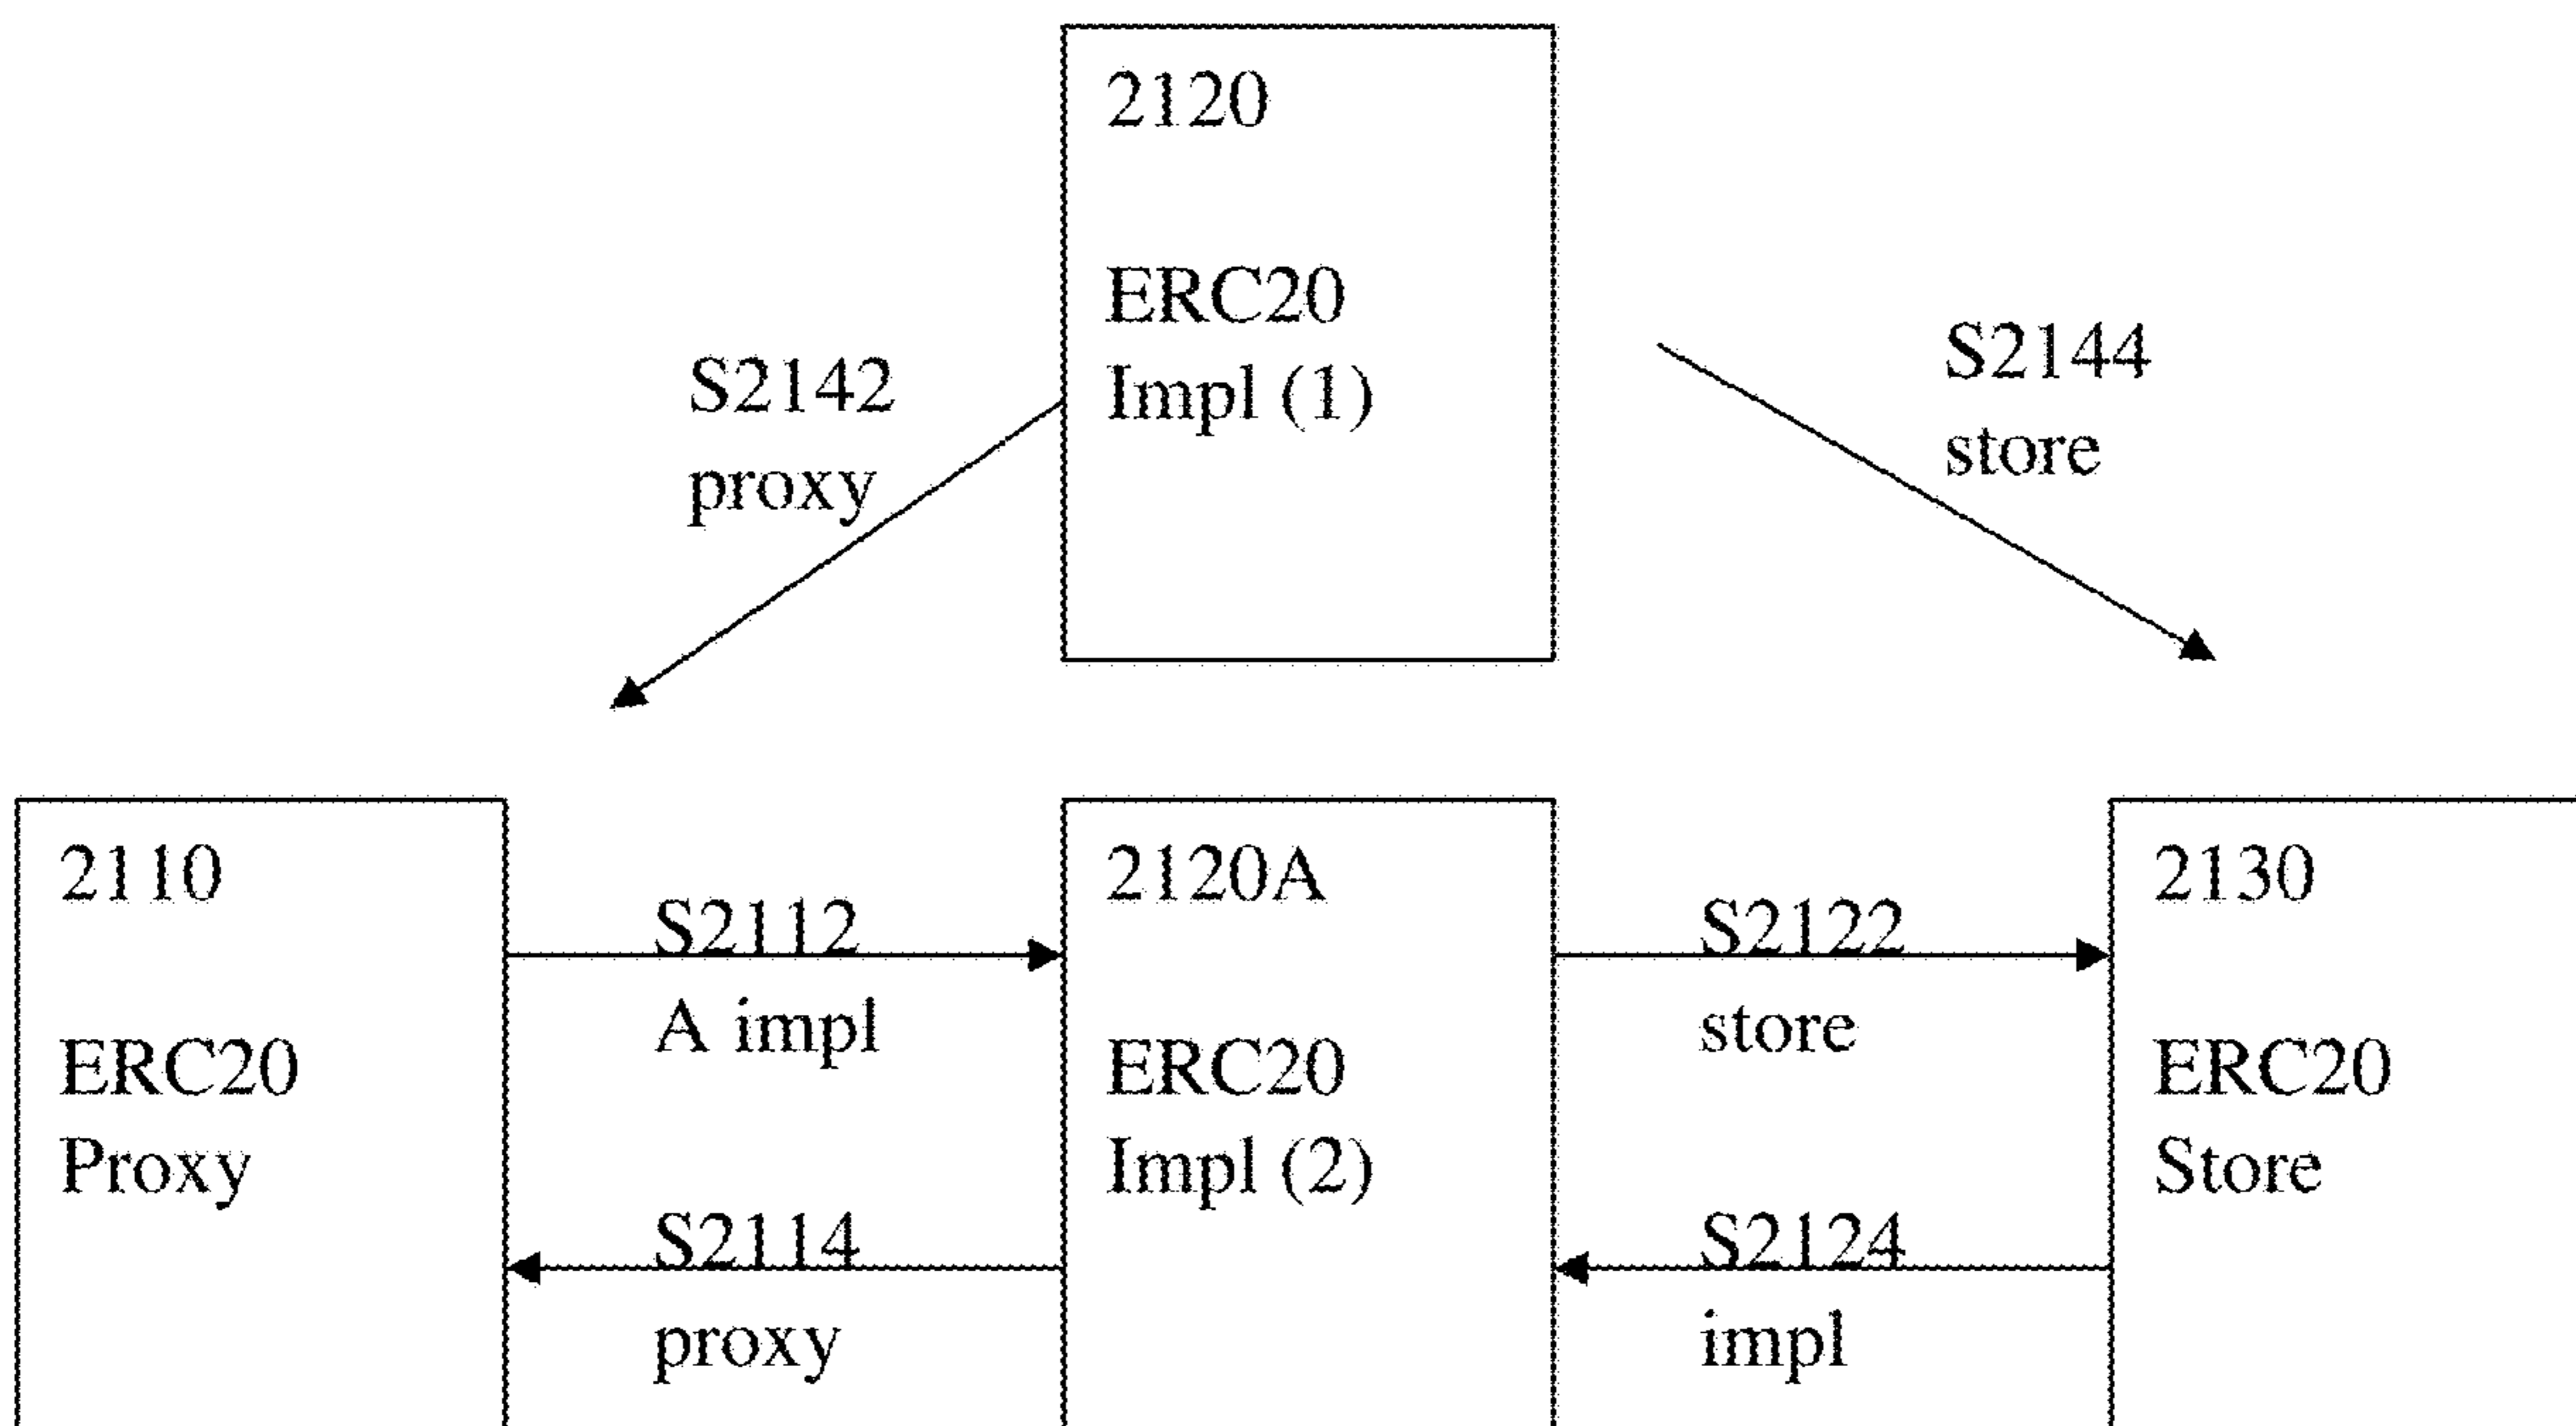 2120
ERC20
Impl (1)
S2142
proxy
S2144
store
2110
ERC20
Proxy
S2112
A impl
S2114
proxy
2120A
ERC20
Impl (2)
S2122
store
S2124
impl
2130
ERC20
Store